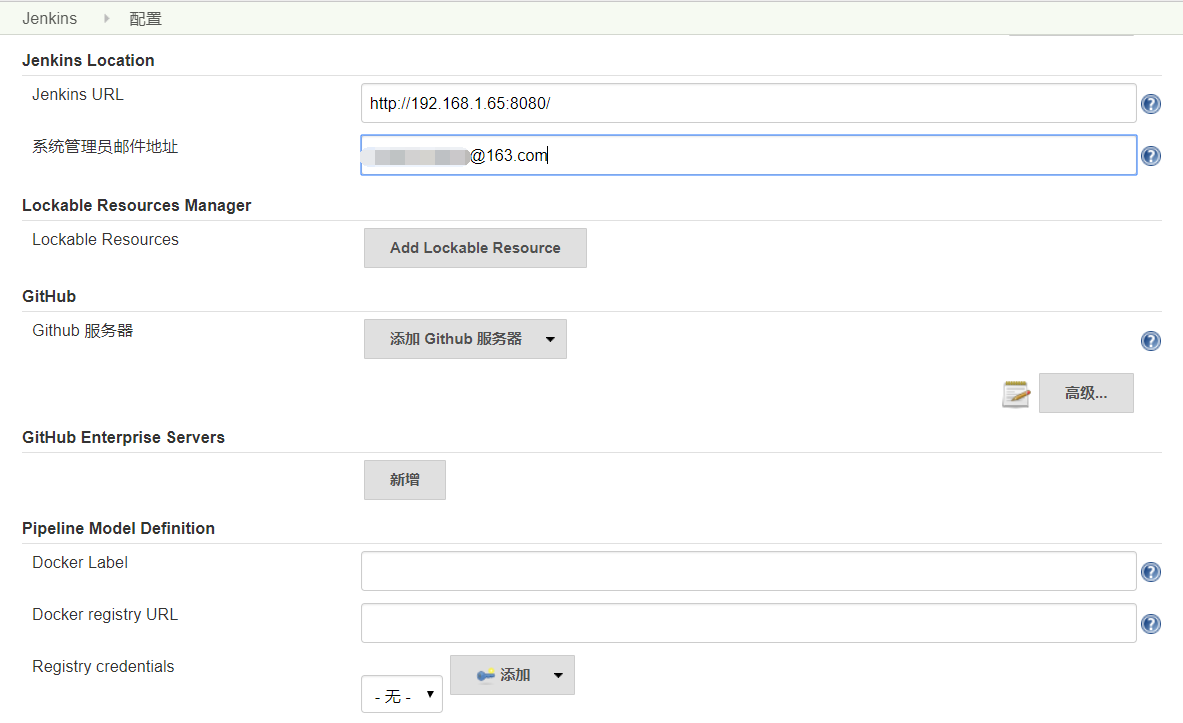 Jenkins 配置
Jenkins Location
Jenkins URL
http://192.168.1.65:8080/
系统管理员邮件地址
@163.com
Lockable Resources Manager
Lockable Resources
Add Lockable Resource
GitHub
Github 服务器
添加 Github 服务器
高级...
GitHub Enterprise Servers
新增
Pipeline Model Definition
Docker Label
Docker registry URL
Registry credentials
- 无 -
添加